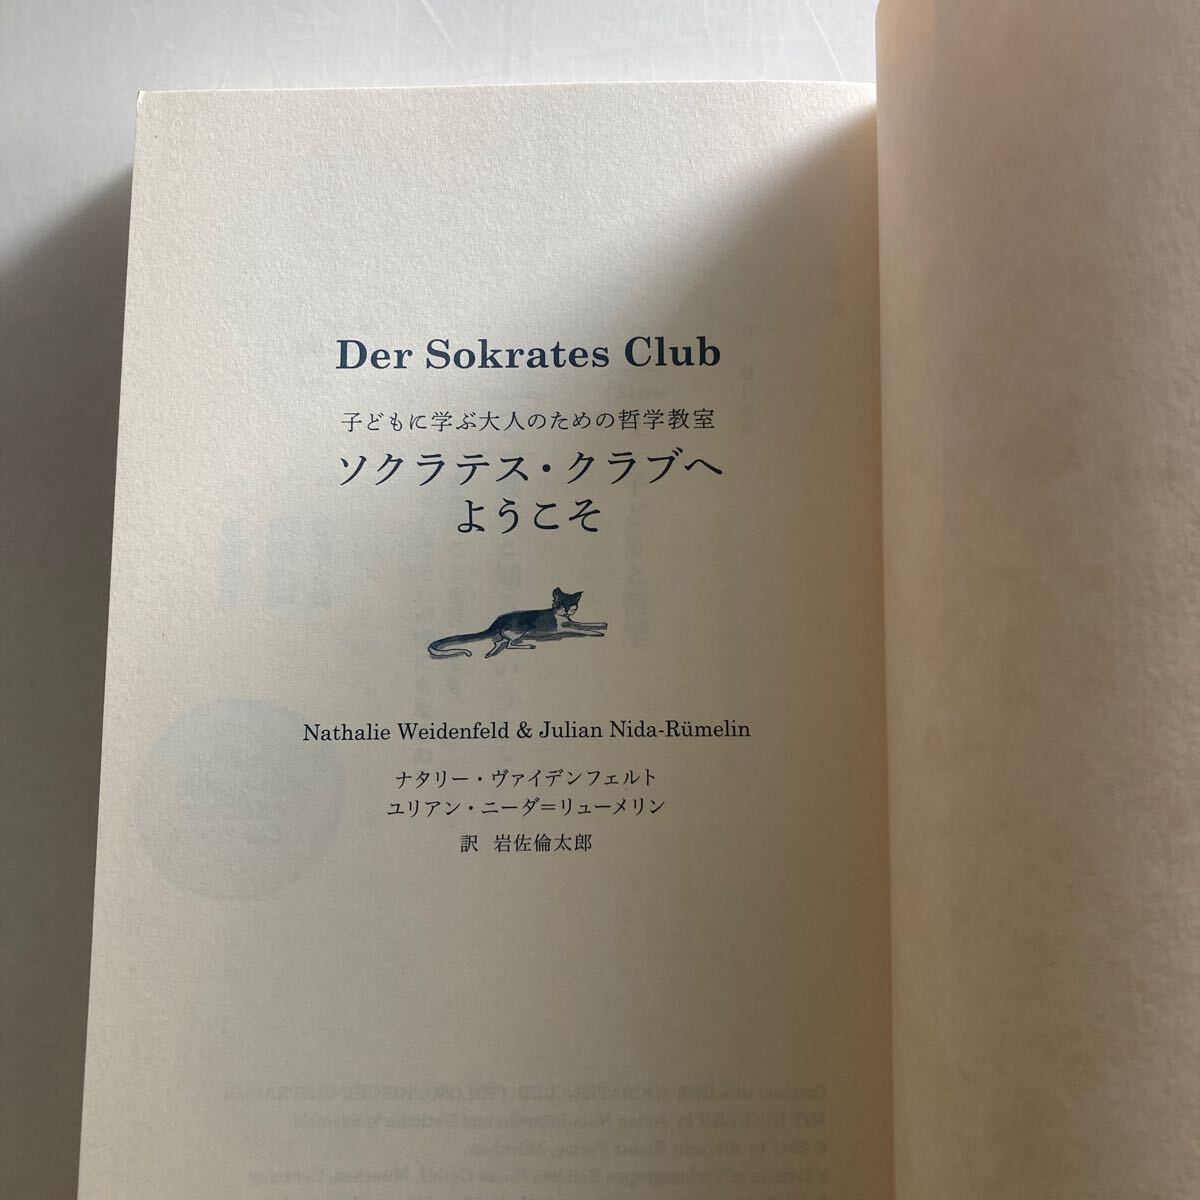 Der Sokrates Club
子どもに学ぶ大人のための哲学教室
ソクラテス・クラブへ
ようこそ
Nathalie Weidenfeld & Julian Nida-Rümelin
ナタリー・ヴァイデンフェルト
ユリアン・ニーダ＝リューメリン
訳 岩佐倫太郎